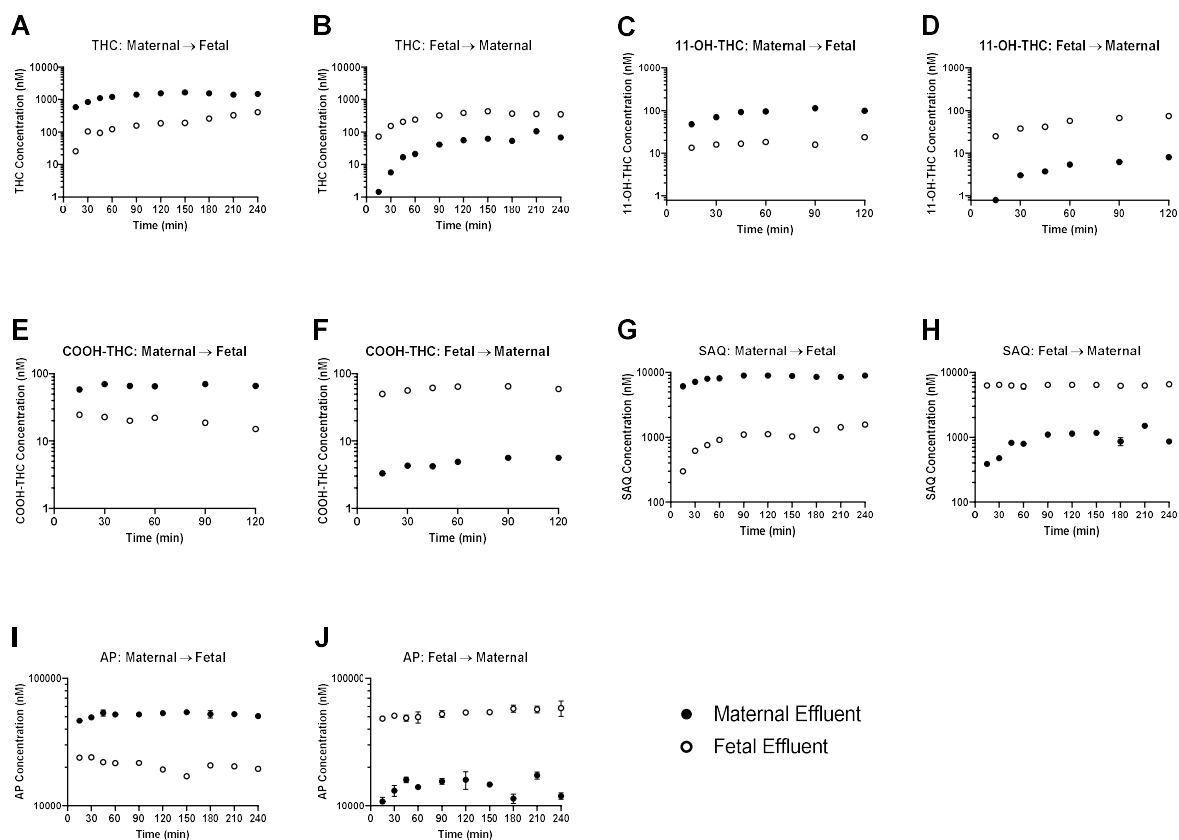 A
THC: Maternal → Fetal
THC Concentration (nM)
10000
1000
100
10
1
0 30 60 90 120 150 180 210 240
Time (min)
B
THC: Fetal → Maternal
THC Concentration (nM)
10000
1000
100
10
1
0 30 60 90 120 150 180 210 240
Time (min)
C
11-OH-THC: Maternal → Fetal
11-OH-THC Concentration (nM)
1000
100
10
1
0 30 60 90 120
Time (min)
D
11-OH-THC: Fetal → Maternal
11-OH-THC Concentration (nM)
1000
100
10
1
0 30 60 90 120
Time (min)
E
COOH-THC: Maternal → Fetal
COOH-THC Concentration (nM)
100
10
1
0 30 60 90 120
Time (min)
F
COOH-THC: Fetal → Maternal
COOH-THC Concentration (nM)
100
10
1
0 30 60 90 120
Time (min)
G
SAQ: Maternal → Fetal
SAQ Concentration (nM)
10000
1000
100
0 30 60 90 120 150 180 210 240
Time (min)
H
SAQ: Fetal → Maternal
SAQ Concentration (nM)
10000
1000
100
0 30 60 90 120 150 180 210 240
Time (min)
I
AP: Maternal → Fetal
AP Concentration (nM)
100000
10000
0 30 60 90 120 150 180 210 240
Time (min)
J
AP: Fetal → Maternal
AP Concentration (nM)
100000
10000
0 30 60 90 120 150 180 210 240
Time (min)
Maternal Effluent
Fetal Effluent